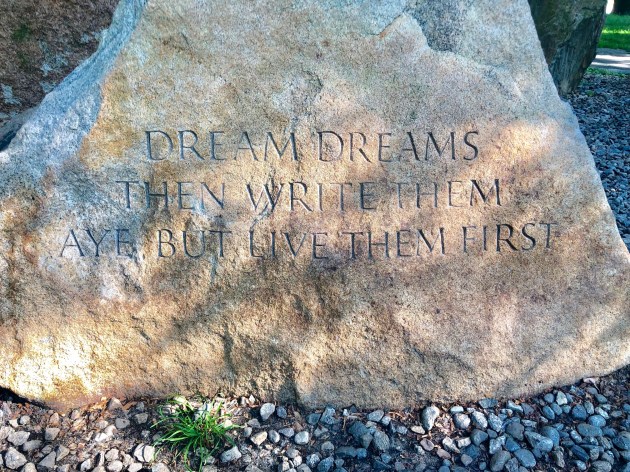 DREAM DREAMS
THEN WRITE THEM
AYE, BUT LIVE THEM FIRST